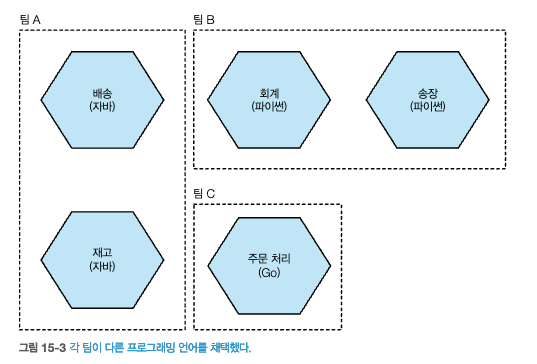 팀 A
배송
(자바)
재고
(자바)
팀 B
회계
(파이썬)
송장
(파이썬)
팀 C
주문 처리
(Go)
그림 15-3 각 팀이 다른 프로그래밍 언어를 채택했다.